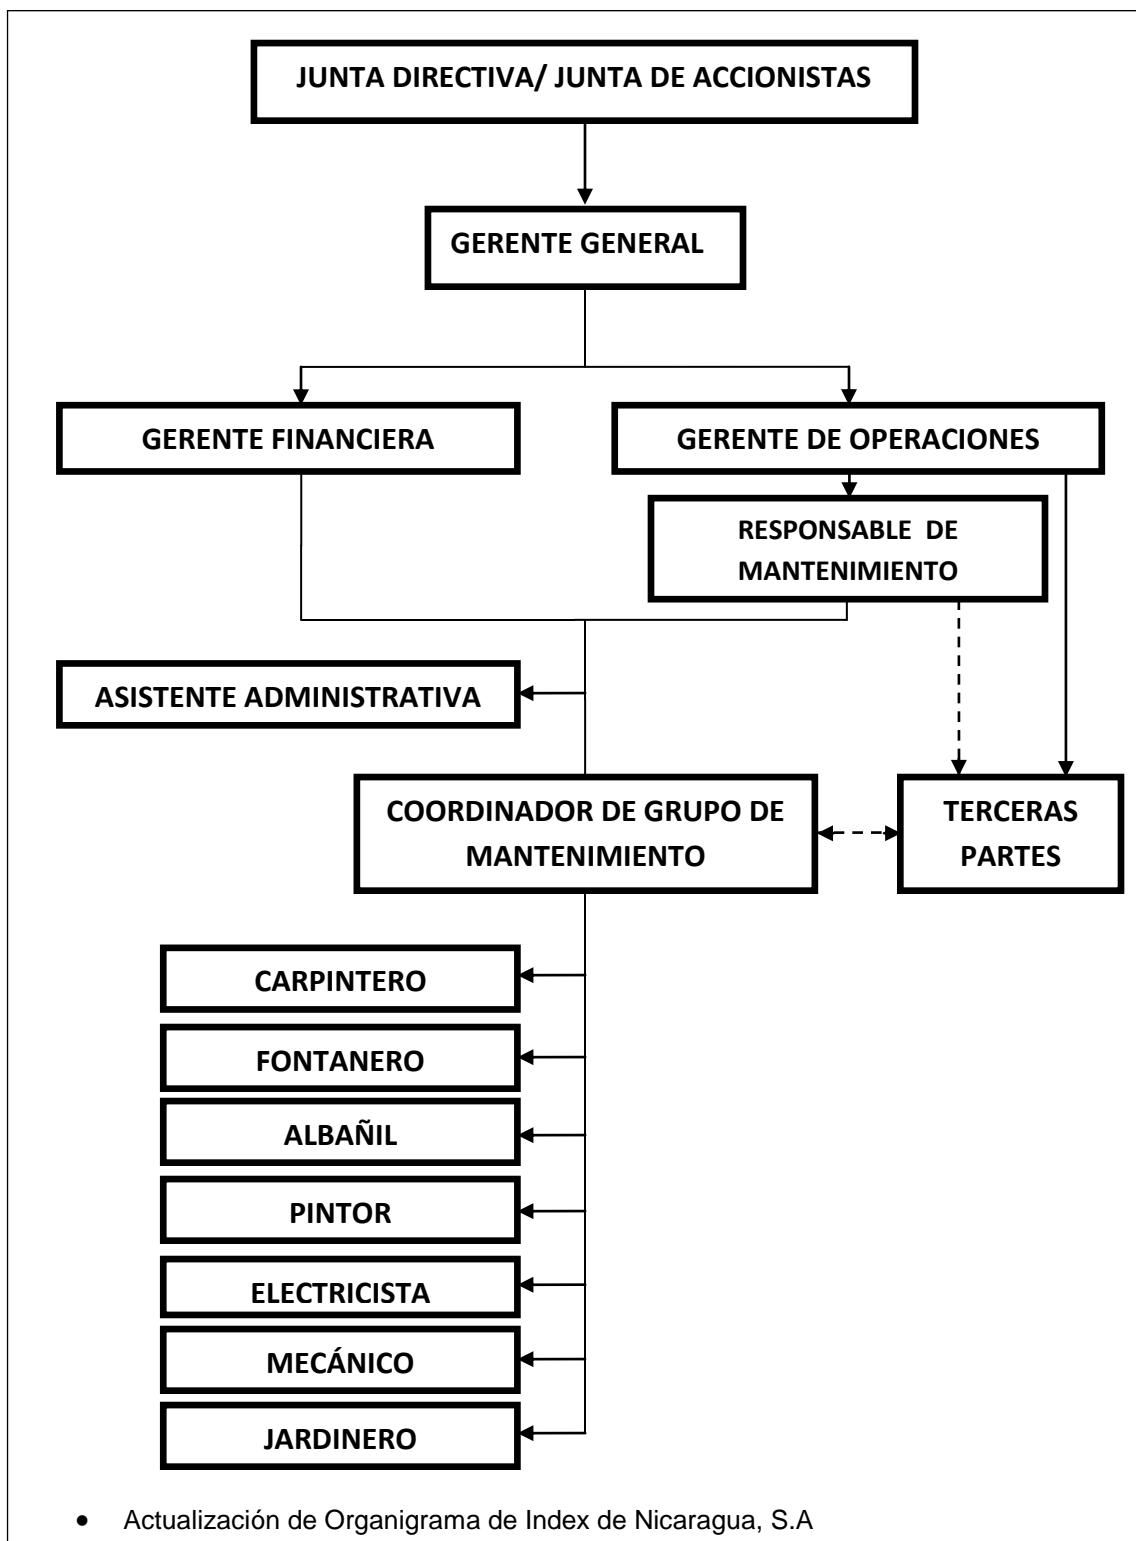 JUNTA DIRECTIVA/ JUNTA DE ACCIONISTAS
GERENTE GENERAL
GERENTE FINANCIERA
GERENTE DE OPERACIONES
RESPONSABLE DE
MANTENIMIENTO
ASISTENTE ADMINISTRATIVA
COORDINADOR DE GRUPO DE
MANTENIMIENTO
TERCERAS
PARTES
CARPINTERO
FONTANERO
ALBAÑIL
PINTOR
ELECTRICISTA
MECÁNICO
JARDINERO
• Actualización de Organigrama de Index de Nicaragua, S.A